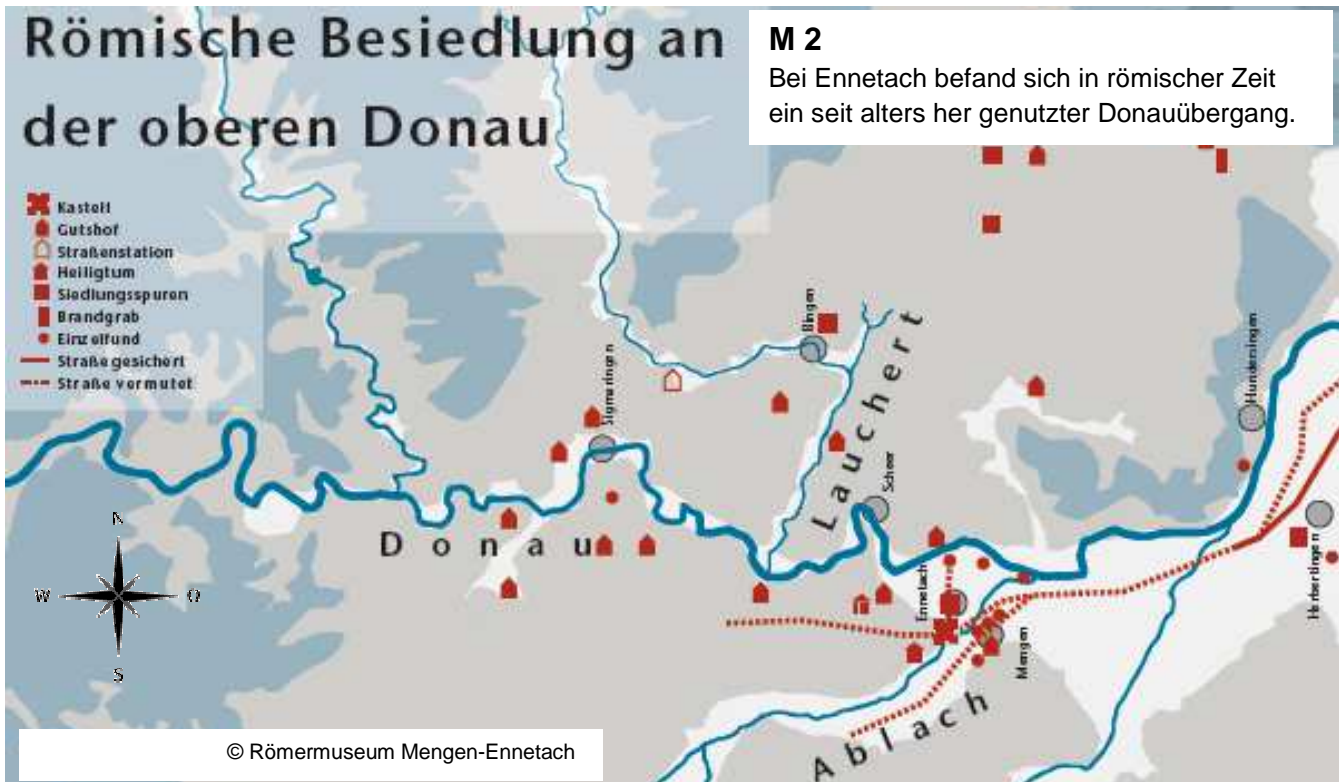 Römische Besiedlung an
der oberen Donau
M 2
Bei Ennetach befand sich in römischer Zeit
ein seit alters her genutzter Donauübergang.
Kastell
Gutshof
Straßenstation
Heiligtum
Siedlungsspuren
Brandgrab
Einzelfund
Straße gesichert
Straße vermutet
Sigmaringen
Bingen
Lauchert
Scheer
Hundersingen
Donau
Ennetach
Mengen
Herbertingen
Ablach
N
W
O
S
© Römermuseum Mengen-Ennetach